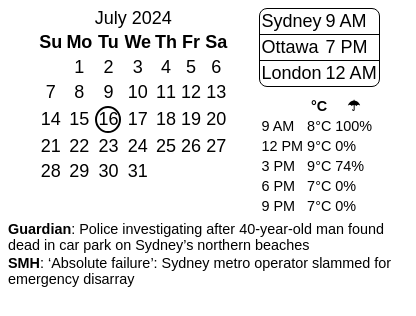 July 2024
Su Mo Tu We Th Fr Sa
1 2 3 4 5 6
7 8 9 10 11 12 13
14 15 16 17 18 19 20
21 22 23 24 25 26 27
28 29 30 31
Sydney 9 AM
Ottawa 7 PM
London 12 AM
°C ☂
9 AM 8°C 100%
12 PM 9°C 0%
3 PM 9°C 74%
6 PM 7°C 0%
9 PM 7°C 0%
Guardian: Police investigating after 40-year-old man found
dead in car park on Sydney’s northern beaches
SMH: ‘Absolute failure’: Sydney metro operator slammed for
emergency disarray